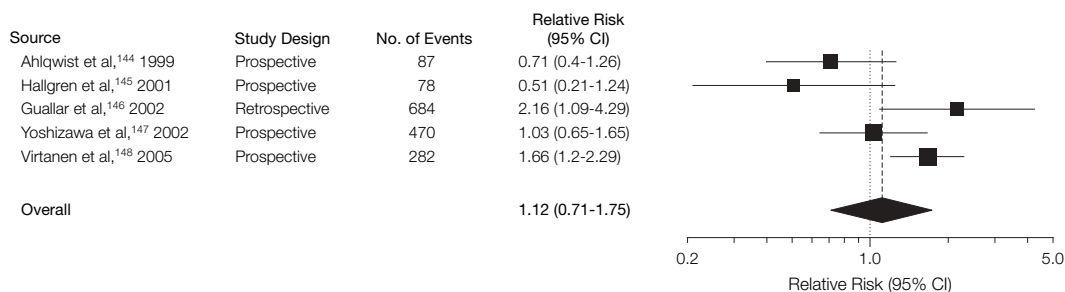 Relative Risk
Source Study Design No. of Events (95% CI)
Ahlqwist et al,144 1999 Prospective 87 0.71 (0.4-1.26)
Hallgren et al,145 2001 Prospective 78 0.51 (0.21-1.24)
Guallar et al,146 2002 Retrospective 684 2.16 (1.09-4.29)
Yoshizawa et al,147 2002 Prospective 470 1.03 (0.65-1.65)
Virtanen et al,148 2005 Prospective 282 1.66 (1.2-2.29)
Overall 1.12 (0.71-1.75)
0.2 1.0 5.0
Relative Risk (95% CI)